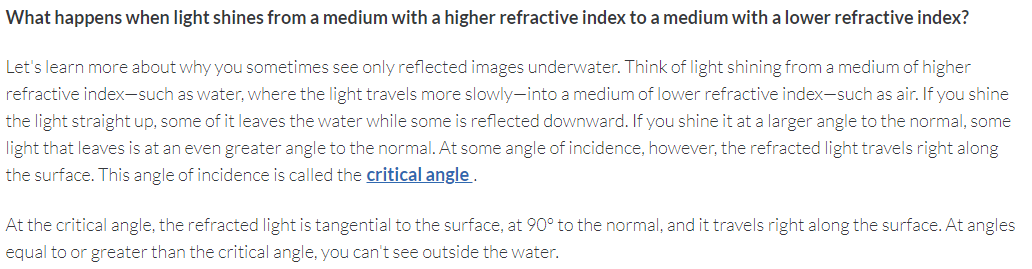 What happens when light shines from a medium with a higher refractive index to a medium with a lower refractive index?
Let's learn more about why you sometimes see only reflected images underwater. Think of light shining from a medium of higher
refractive index—such as water, where the light travels more slowly—into a medium of lower refractive index—such as air. If you shine
the light straight up, some of it leaves the water while some is reflected downward. If you shine it at a larger angle to the normal, some
light that leaves is at an even greater angle to the normal. At some angle of incidence, however, the refracted light travels right along
the surface. This angle of incidence is called the critical angle .
At the critical angle, the refracted light is tangential to the surface, at 90° to the normal, and it travels right along the surface. At angles
equal to or greater than the critical angle, you can't see outside the water.